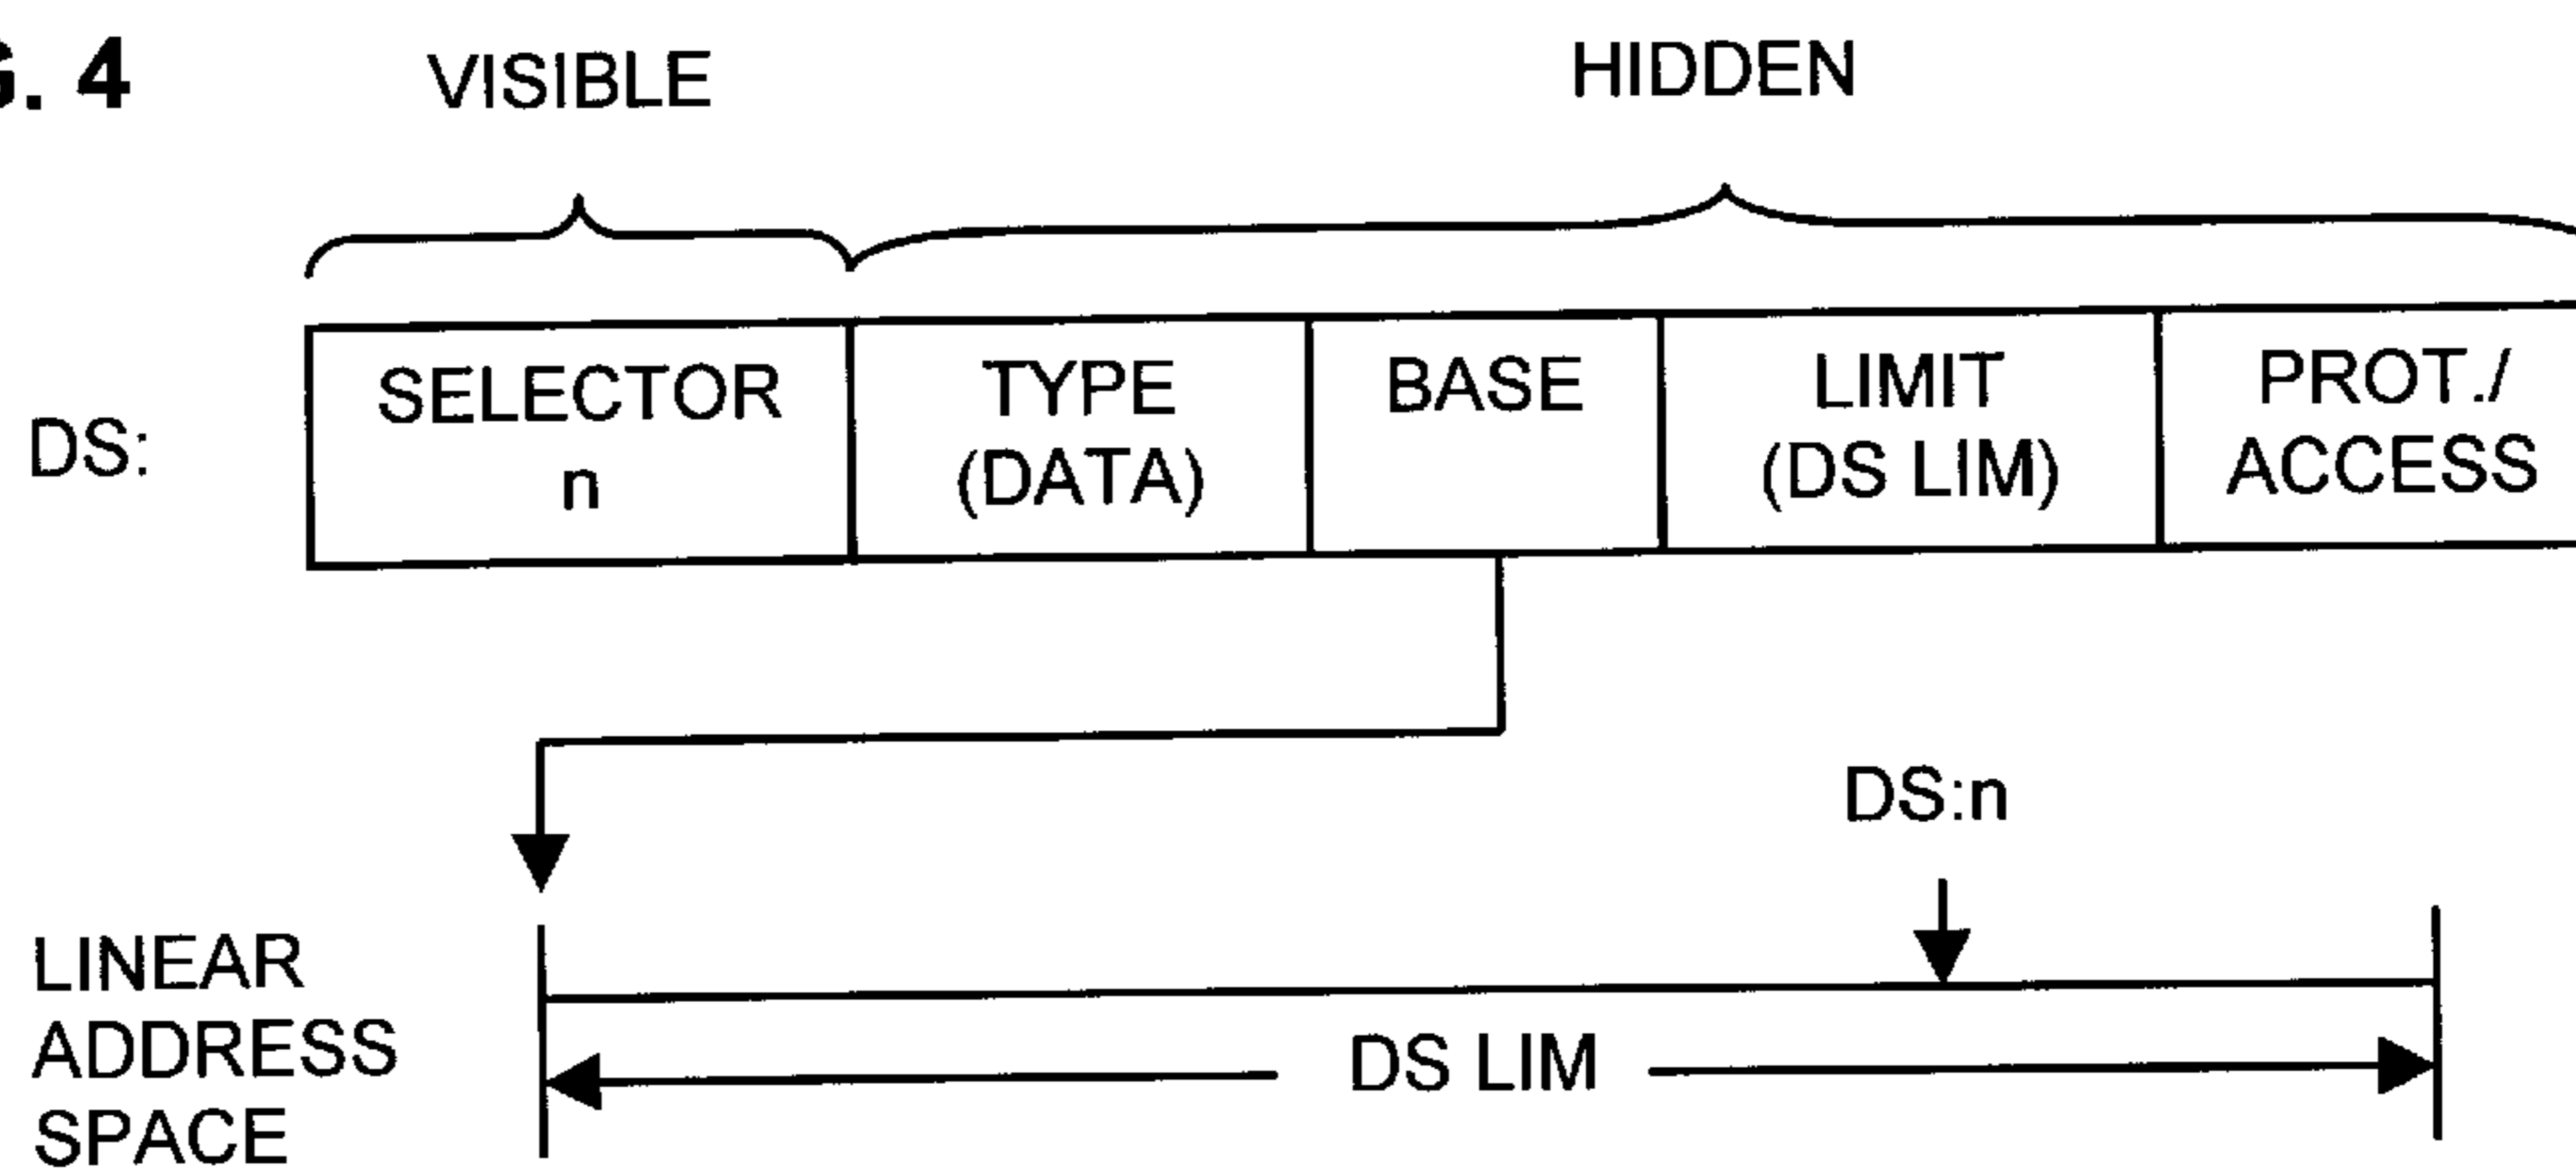 G. 4
VISIBLE
HIDDEN
DS:
SELECTOR
n
TYPE
(DATA)
BASE
LIMIT
(DS LIM)
PROT./
ACCESS
DS:n
LINEAR
ADDRESS
SPACE
DS LIM